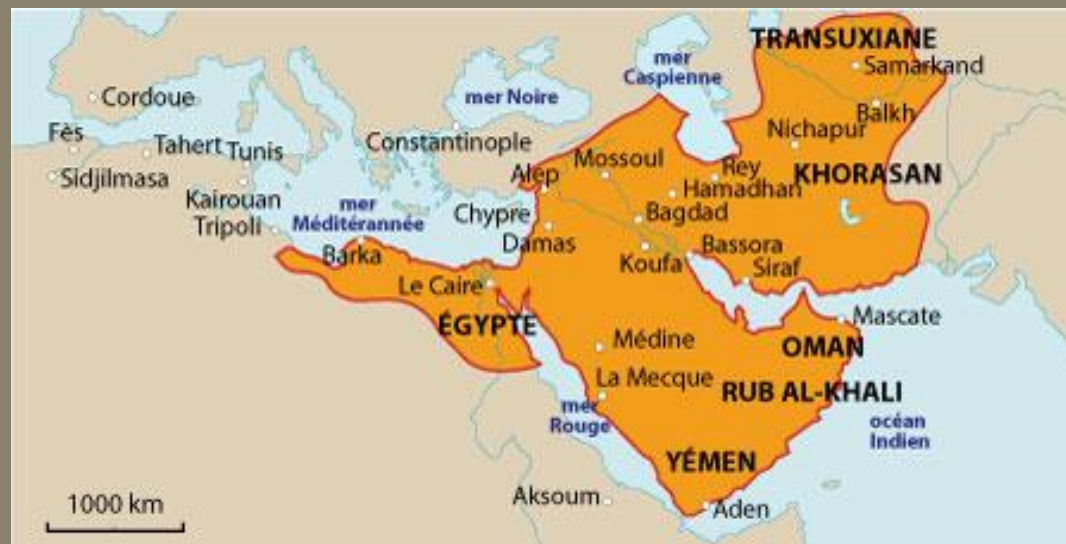 TRANSUXIANE
Samarkand
mer
Caspienne
Cordoue
mer Noire
Balkh
Nichapur
Fès
Tahert
Tunis
Constantinople
Mossoul
Rey
KHORASAN
Sidjilmasa
Alep
Hamadhan
Kairouan
mer
Méditérannée
Chypre
Bagdad
Tripoli
Damas
Bassora
Barka
Koufa
Siraf
Le Caire
Mascate
ÉGYPTE
Médine
OMAN
La Mecque
RUB AL-KHALI
mer
Rouge
océan
Indien
YÉMEN
Aksoum
Aden
1000 km